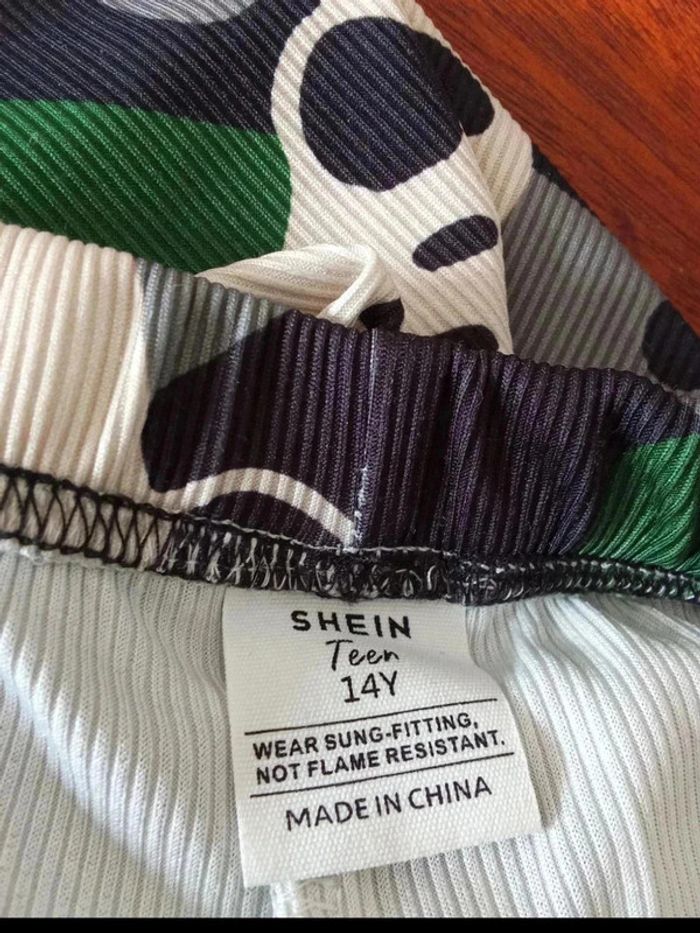 SHEIN
Teen
14Y
WEAR SUNG-FITTING,
NOT FLAME RESISTANT.
MADE IN CHINA